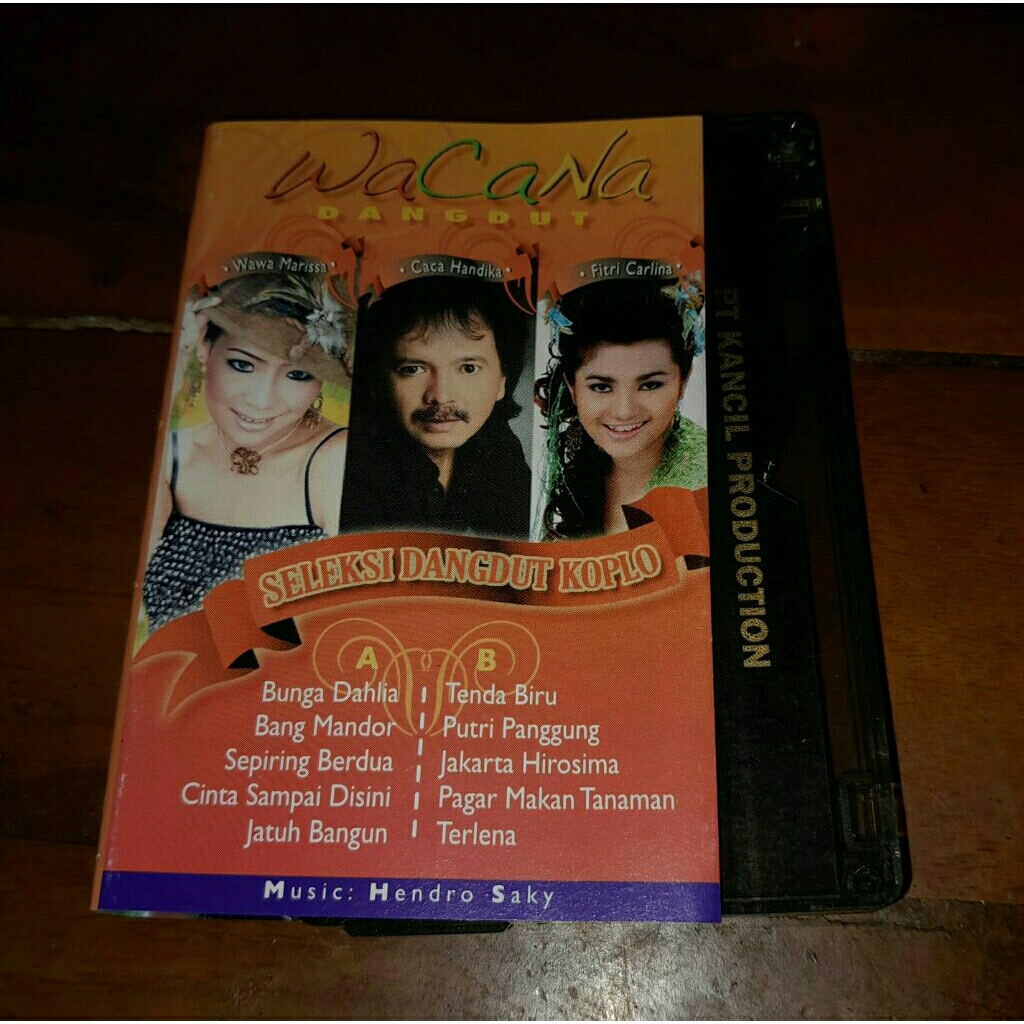 WaCaNa
DANGDUT
• Wawa Marissa •
• Caca Handika •
• Fitri Carlina •
SELEKSI DANGDUT KOPLO
A
Bunga Dahlia
Bang Mandor
Sepiring Berdua
Cinta Sampai Disini
Jatuh Bangun
B
Tenda Biru
Putri Panggung
Jakarta Hirosima
Pagar Makan Tanaman
Terlena
Music: Hendro Saky
PT KANCIL PRODUCTION